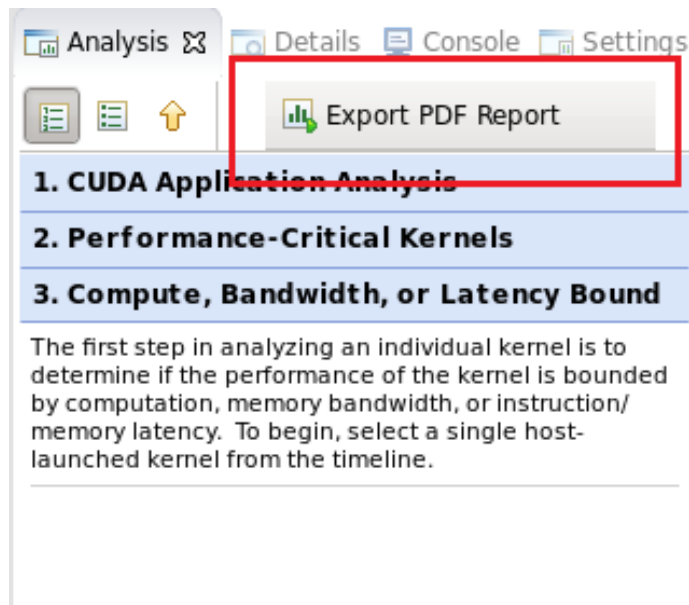 Analysis Details Console Settings
Export PDF Report
1. CUDA Application Analysis
2. Performance-Critical Kernels
3. Compute, Bandwidth, or Latency Bound
The first step in analyzing an individual kernel is to
determine if the performance of the kernel is bounded
by computation, memory bandwidth, or instruction/
memory latency.  To begin, select a single host-
launched kernel from the timeline.